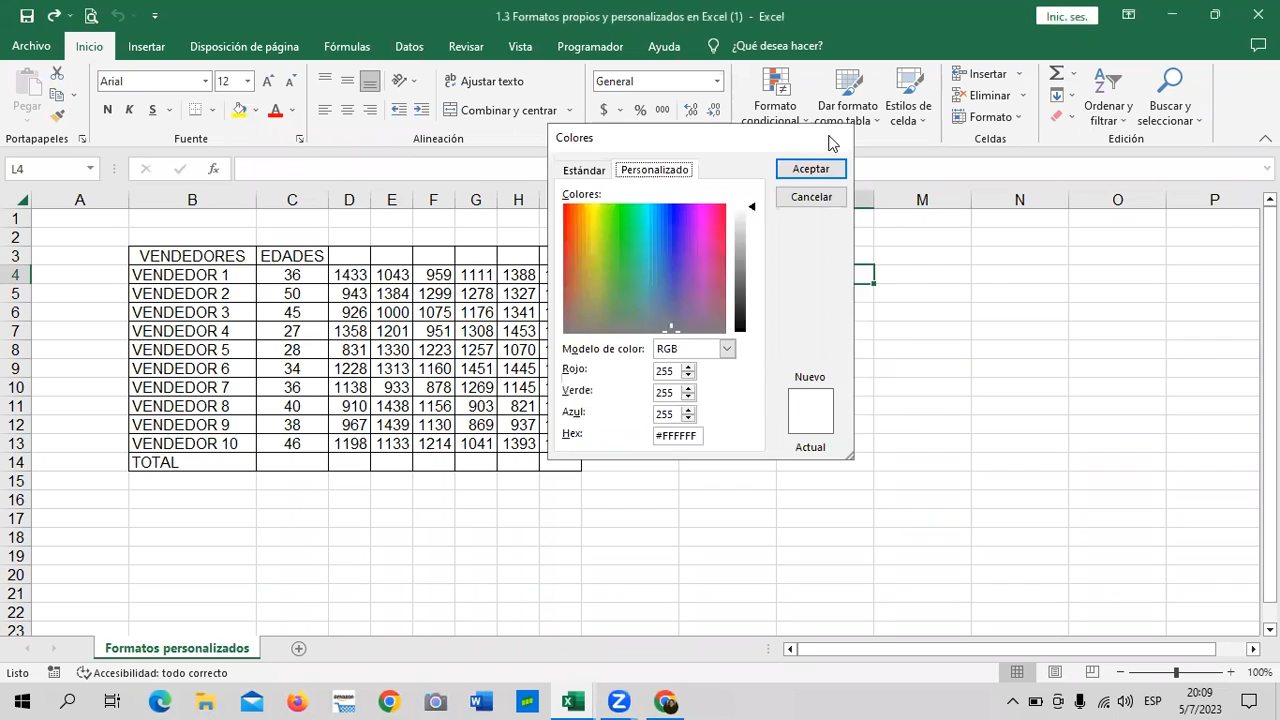 1.3 Formatos propios y personalizados en Excel (1) - Excel
Inic. ses.
Archivo Inicio Insertar Disposición de página Fórmulas Datos Revisar Vista Programador Ayuda ¿Qué desea hacer?
Pegar
Arial 12
Ajustar texto
General
Insertar
N K S
Combinar y centrar
$ % 000
Formato condicional
Dar formato como tabla
Estilos de celda
Eliminar
Formato
Ordenar y filtrar
Buscar y seleccionar
Portapapeles Fuente Alineación Celdas Edición
L4 fx
Colores
Estándar Personalizado
Aceptar
Cancelar
Colores:
Modelo de color: RGB
Rojo: 255
Verde: 255
Azul: 255
Hex: #FFFFFF
Nuevo
Actual
A B C D E F G H M N O P
1
2
3 VENDEDORES EDADES
4 VENDEDOR 1 36 1433 1043 959 1111 1388
5 VENDEDOR 2 50 943 1384 1299 1278 1327
6 VENDEDOR 3 45 926 1000 1075 1176 1341
7 VENDEDOR 4 27 1358 1201 951 1308 1453
8 VENDEDOR 5 28 831 1330 1223 1257 1070
9 VENDEDOR 6 34 1228 1313 1160 1451 1445
10 VENDEDOR 7 36 1138 933 878 1269 1145
11 VENDEDOR 8 40 910 1438 1156 903 821
12 VENDEDOR 9 38 967 1439 1130 869 937
13 VENDEDOR 10 46 1198 1133 1214 1041 1393
14 TOTAL
15
16
17
18
19
20
21
22
23
Formatos personalizados
Listo Accesibilidad: todo correcto 100%
ESP
20:09
5/7/2023